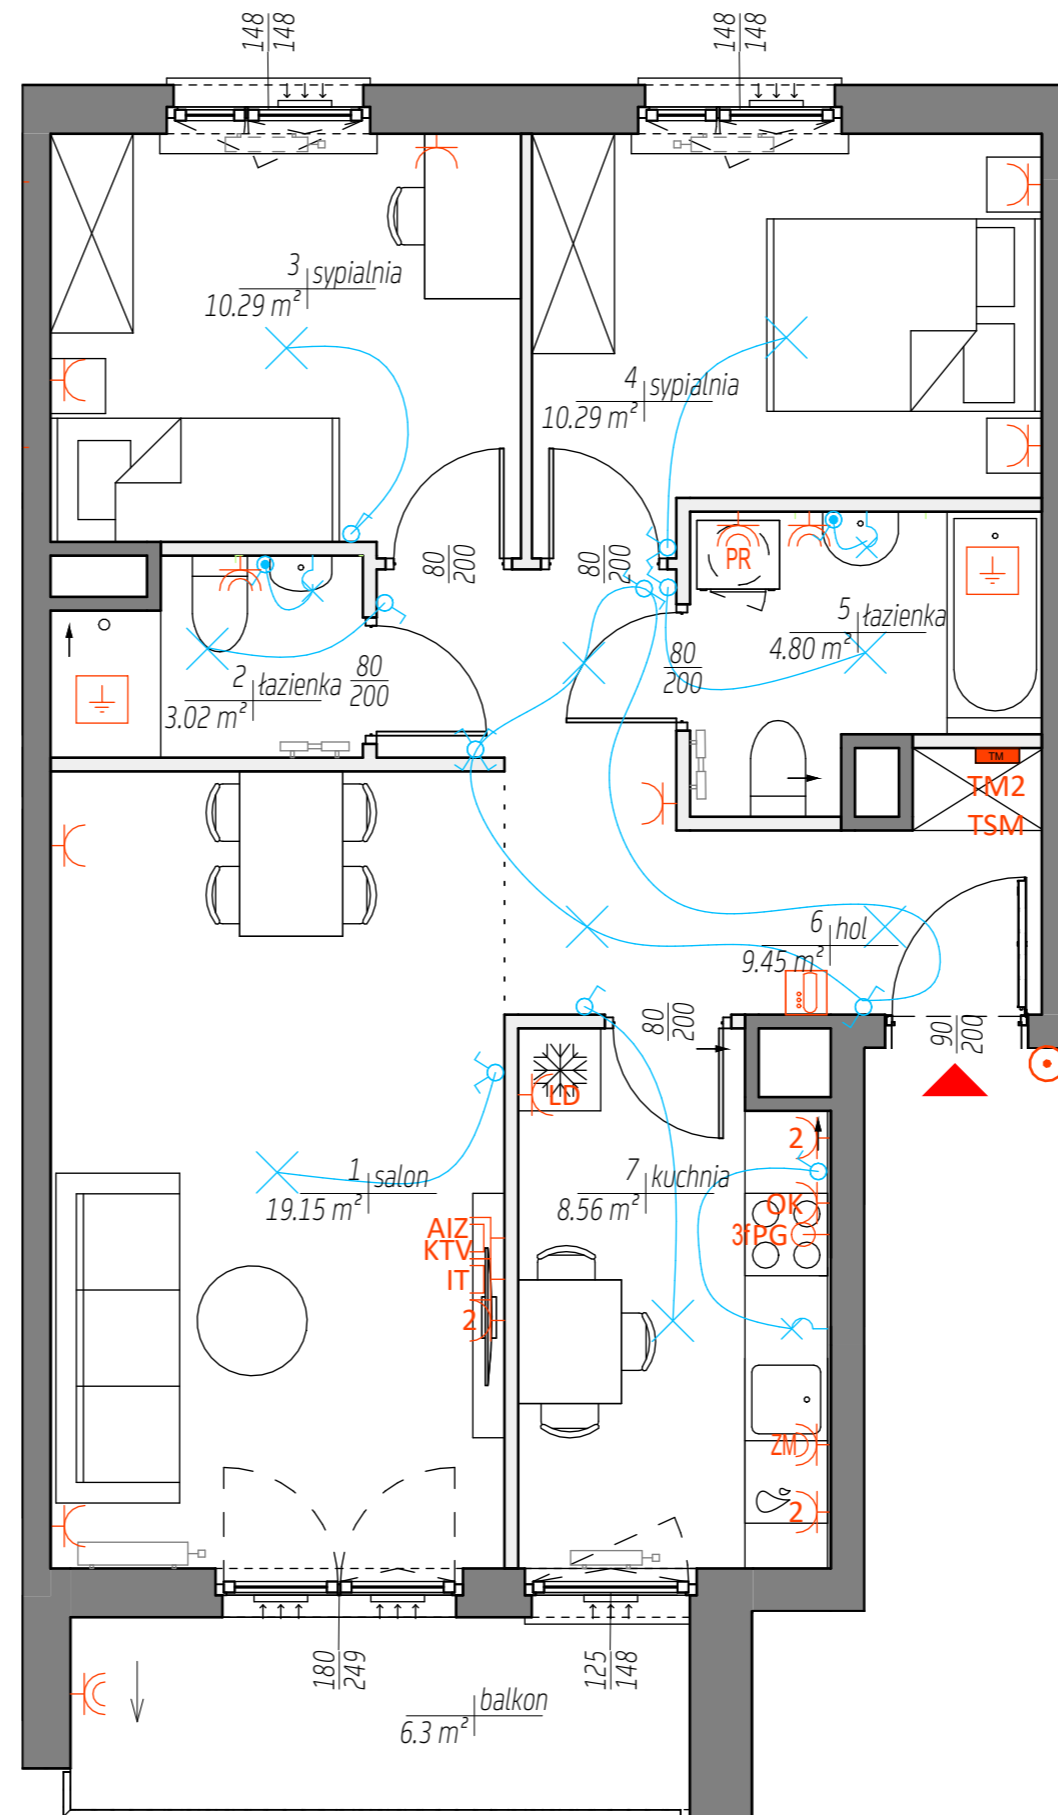 148
148
148
148
3 sypialnia
10.29 m²
4 sypialnia
10.29 m²
80
200
80
200
PR
5 łazienka
4.80 m²
2 łazienka
3.02 m²
80
200
80
200
TM
TM2
TSM
6 hol
9.45 m²
80
200
90
200
LD
2
1 salon
19.15 m²
7 kuchnia
8.56 m²
OK
3fPG
AIZ
KTV
IT
2
ZM
2
180
249
125
148
balkon
6.3 m²